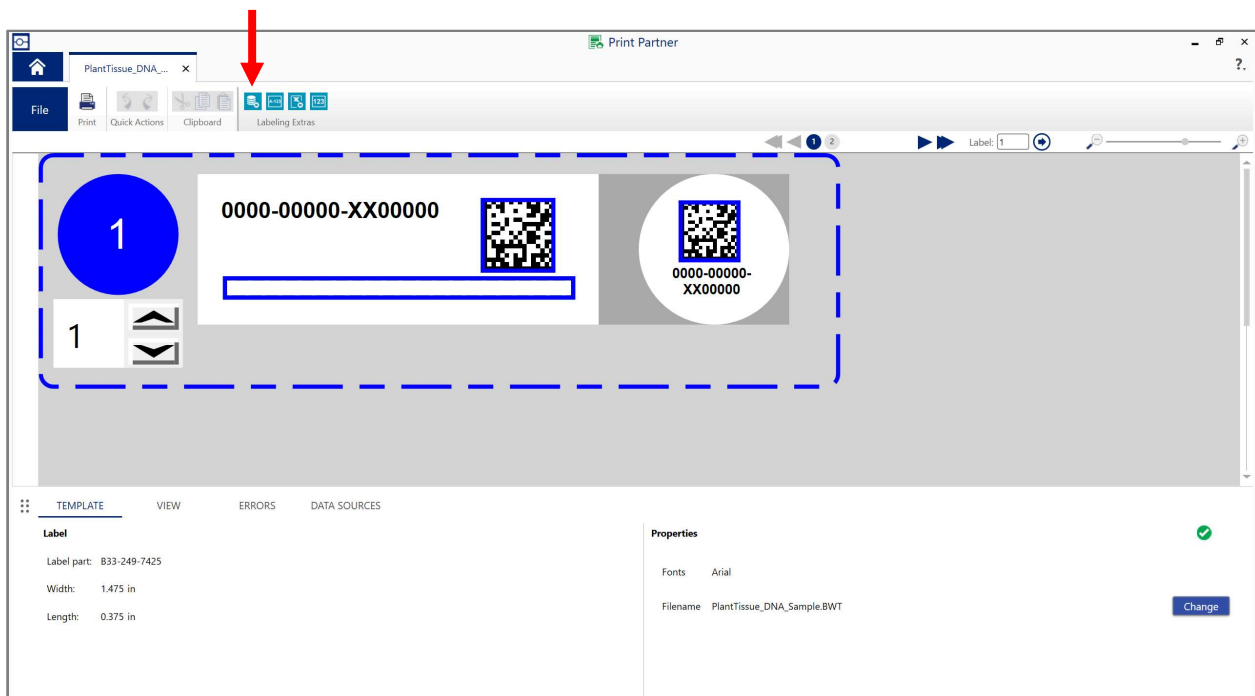 Print Partner
PlantTissue_DNA_... ×
?.
File
Print Quick Actions Clipboard Labeling Extras
A-123 123
1 2 Label: 1
1
0000-00000-XX00000
0000-00000-
XX00000
1
TEMPLATE VIEW ERRORS DATA SOURCES
Label
Label part: B33-249-7425
Width: 1.475 in
Length: 0.375 in
Properties
Fonts Arial
Filename PlantTissue_DNA_Sample.BWT
Change